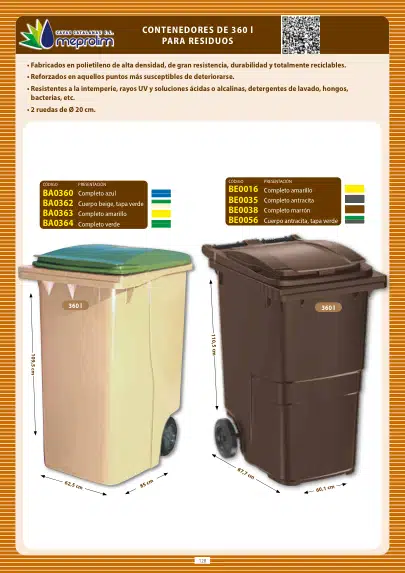 CAYRE CATALUNYA S.L.
meprolim
CONTENEDORES DE 360 l
PARA RESIDUOS
• Fabricados en polietileno de alta densidad, de gran resistencia, durabilidad y totalmente reciclables.
• Reforzados en aquellos puntos más susceptibles de deteriorarse.
• Resistentes a la intemperie, rayos UV y soluciones ácidas o alcalinas, detergentes de lavado, hongos,
bacterias, etc.
• 2 ruedas de Ø 20 cm.
CÓDIGO PRESENTACIÓN
BA0360 Completo azul
BA0362 Cuerpo beige, tapa verde
BA0363 Completo amarillo
BA0364 Completo verde
CÓDIGO PRESENTACIÓN
BE0016 Completo amarillo
BE0035 Completo antracita
BE0038 Completo marrón
BE0056 Cuerpo antracita, tapa verde
360 l
109,5 cm
62,5 cm
85 cm
360 l
110,5 cm
87,7 cm
60,1 cm
128